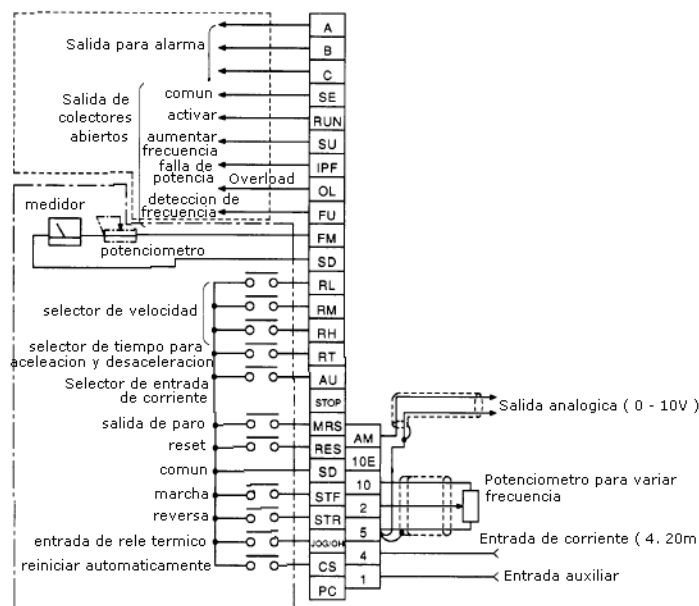 A
Salida para alarma
B
C
Salida de
colectores
abiertos
comun
SE
activar
RUN
aumentar
frecuencia
SU
falla de
potencia
IPF
Overload
OL
deteccion de
frecuencia
FU
medidor
FM
potenciometro
SD
RL
selector de velocidad
RM
RH
selector de tiempo para
aceleacion y desaceleracion
RT
Selector de entrada
de corriente
AU
STOP
Salida analogica ( 0 - 10V )
salida de paro
MRS
AM
reset
RES
10E
comun
SD
10
Potenciometro para variar
frecuencia
marcha
STF
2
reversa
STR
5
entrada de rele termico
JOG/OH
4
Entrada de corriente ( 4. 20m
reiniciar automaticamente
CS
1
Entrada auxiliar
PC